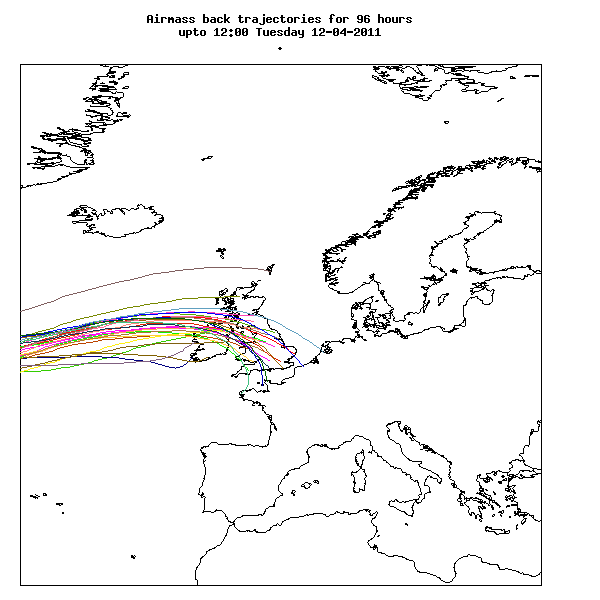 Airmass back trajectories for 96 hours
upto 12:00 Tuesday 12-04-2011